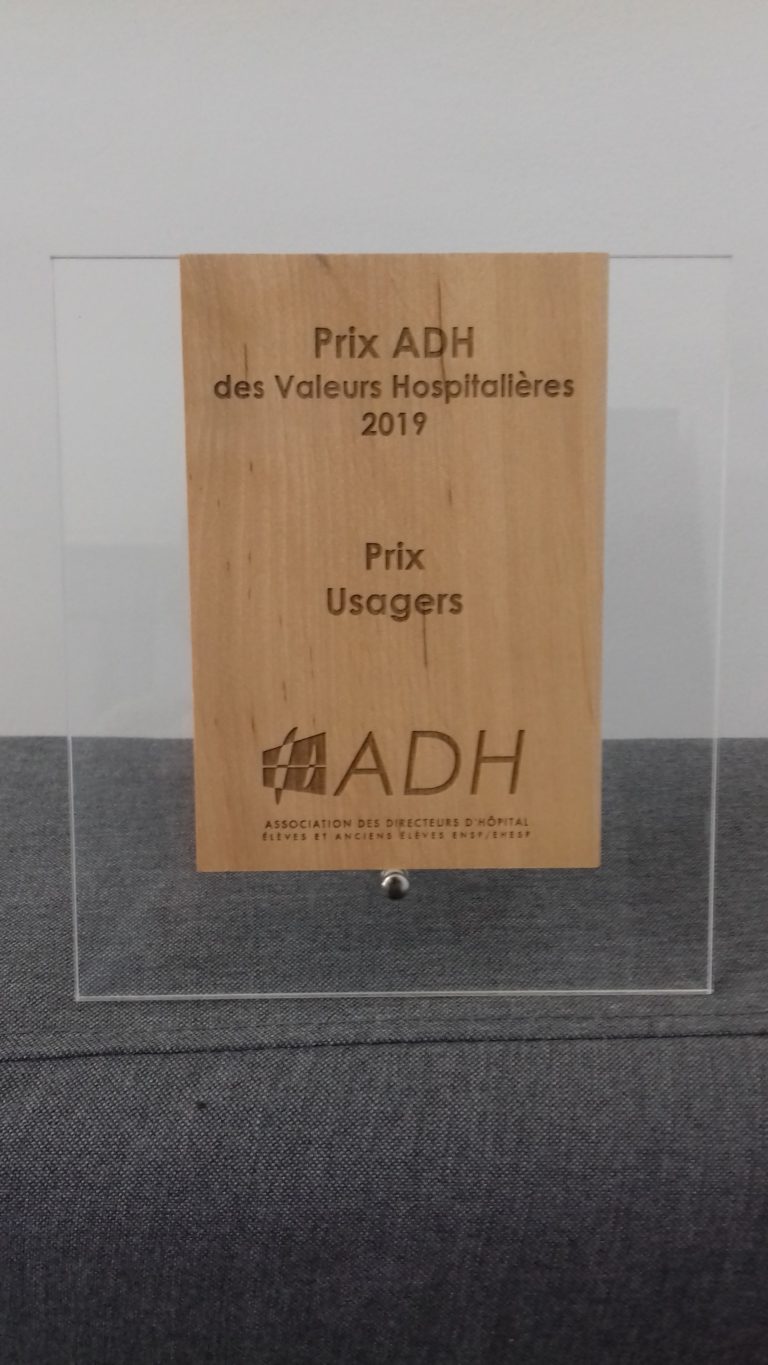 Prix ADH
des Valeurs Hospitalières
2019
Prix
Usagers
ADH
ASSOCIATION DES DIRECTEURS D'HÔPITAL
ÉLÈVES ET ANCIENS ÉLÈVES ENSP/EHESP